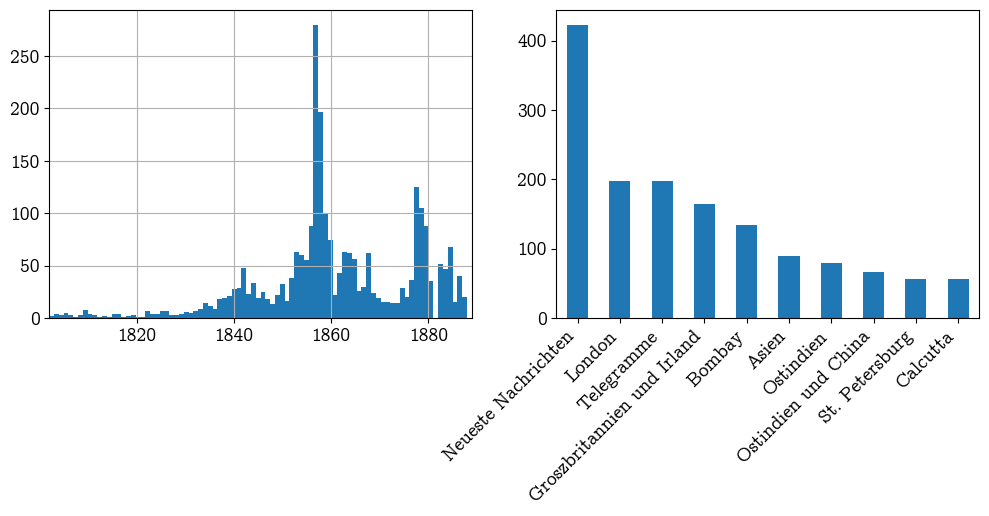 250
200
150
100
50
0
1820
1840
1860
1880
400
300
200
100
0
Neueste Nachrichten
London
Telegramme
Groszbritannien und Irland
Bombay
Asien
Ostindien
Ostindien und China
St. Petersburg
Calcutta